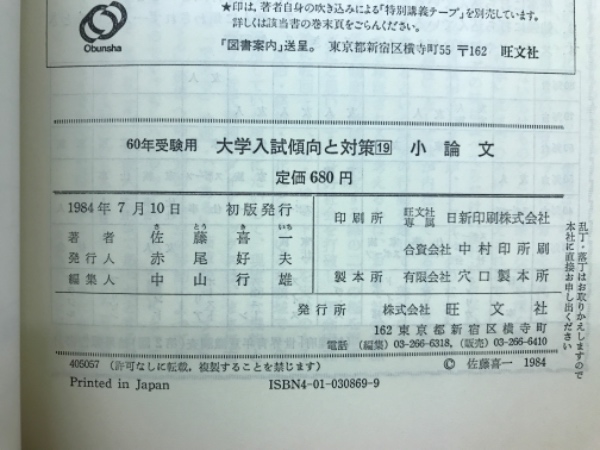 ★印は、著者自身の吹き込みによる「特別講義テープ」を別売しています。
詳しくは該当書の巻末頁をごらんください。
Obunsha
「図書案内」送呈。 東京都新宿区横寺町55 〒162 旺文社
60年受験用 大学入試傾向と対策19 小論文
定価680円
1984年7月10日 初版発行
さとうきいち
著者 佐藤喜一
発行人 赤尾好夫
編集人 中山行雄
印刷所 旺文社専属 日新印刷株式会社
合資会社 中村印刷所
製本所 有限会社 穴口製本所
発行所 株式会社 旺文社
162 東京都新宿区横寺町
電話 (編集) 03-266-6318, (販売) 03-266-6410
405057 (許可なしに転載,複製することを禁じます)
© 佐藤喜一 1984
Printed in Japan ISBN4-01-030869-9
乱丁・落丁はお取りかえしますので
本社に直接お申し出ください